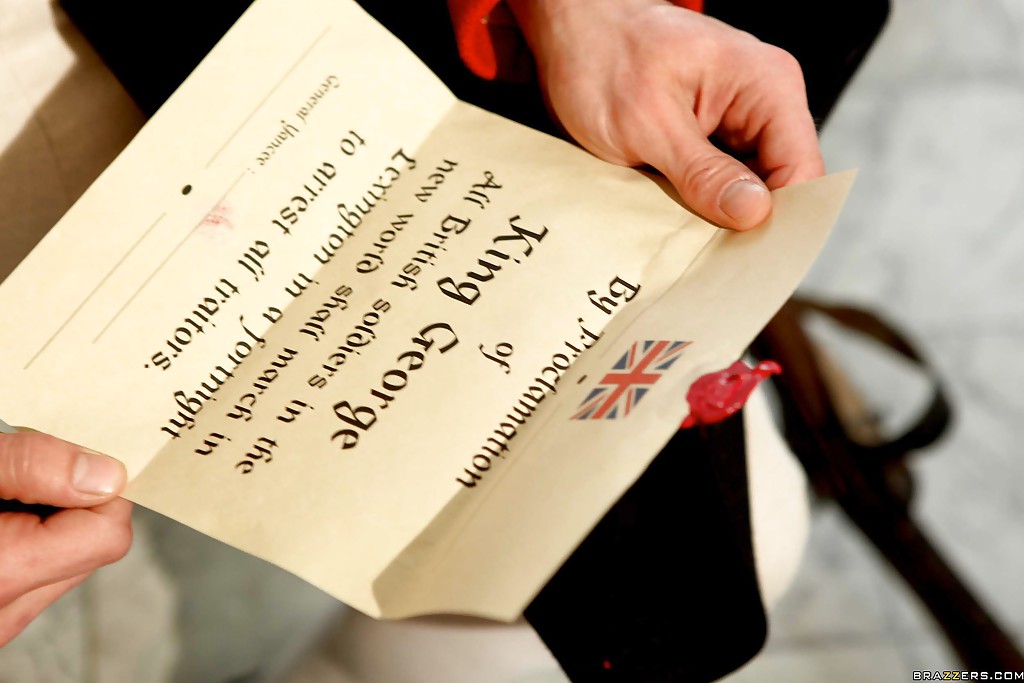 By Proclamation
of
King George
All British soldiers in the
new world shall march in
Lexington in a fortnight
to arrest all traitors.
General Yancee:
BRAZZERS.COM